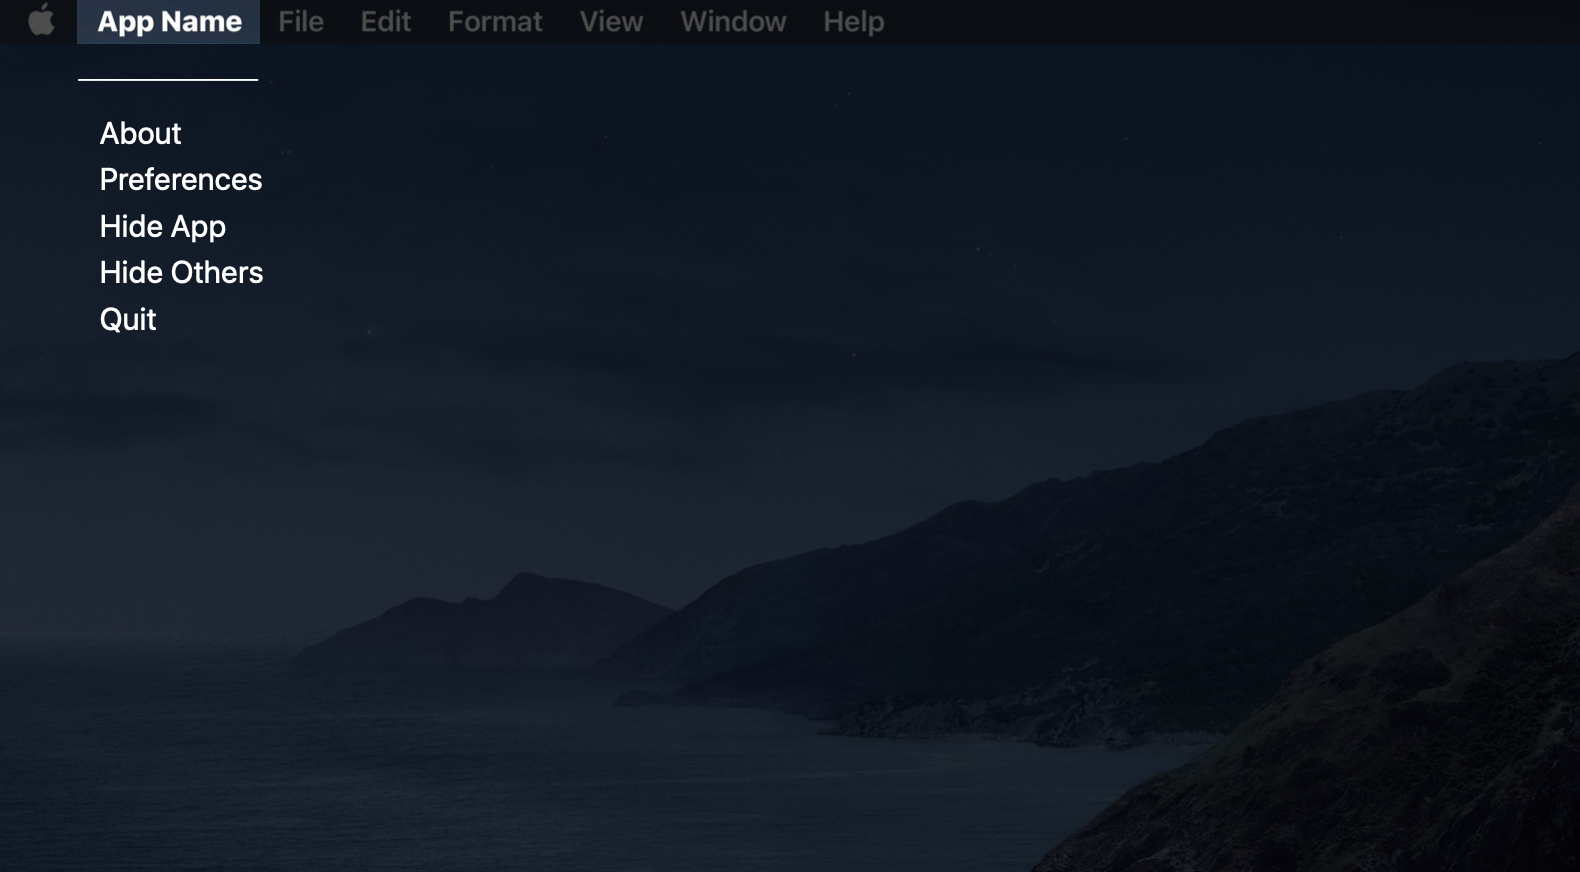 App Name File Edit Format View Window Help
About
Preferences
Hide App
Hide Others
Quit